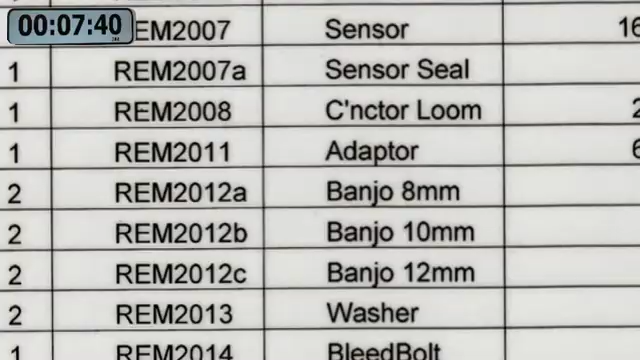 00:07:40
REM2007 Sensor 16
1 REM2007a Sensor Seal
1 REM2008 C'nctor Loom 2
1 REM2011 Adaptor 6
2 REM2012a Banjo 8mm
2 REM2012b Banjo 10mm
2 REM2012c Banjo 12mm
2 REM2013 Washer
1 REM2014 BleedBolt